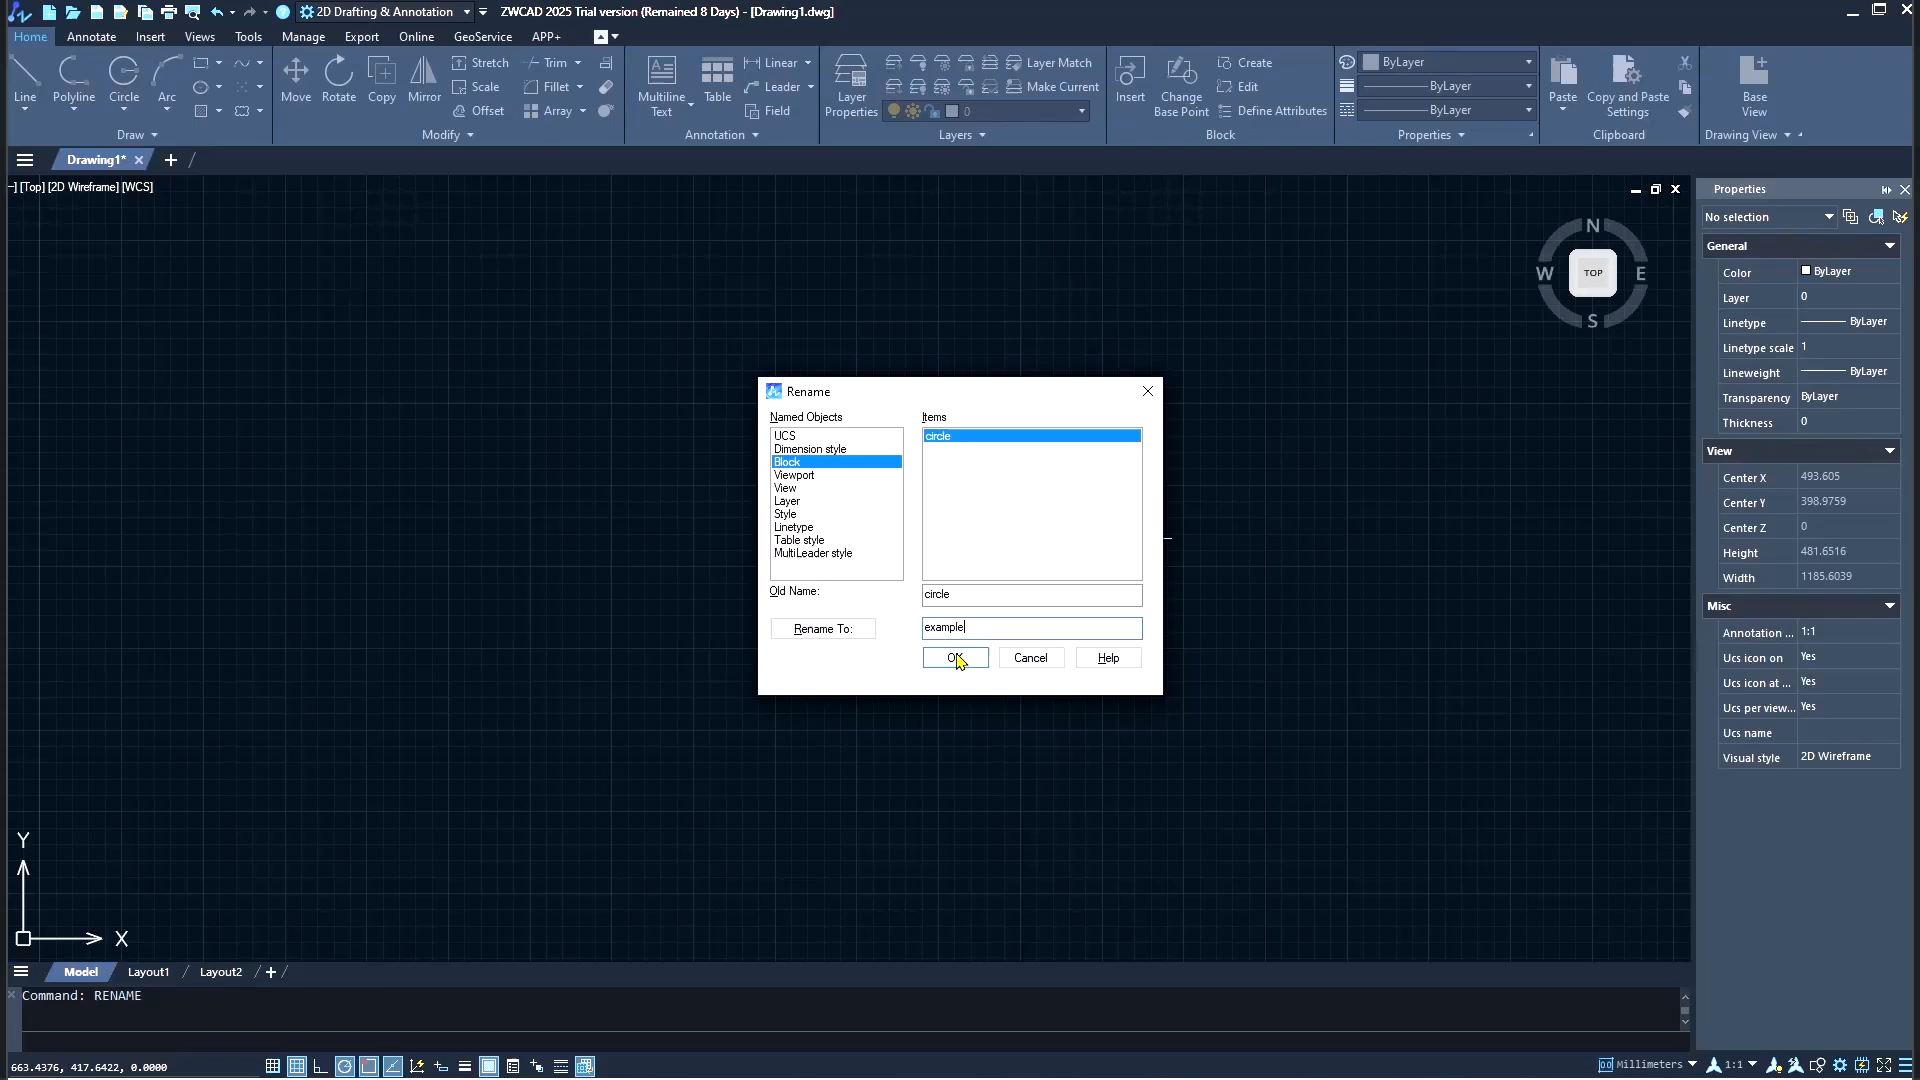 2D Drafting & Annotation
ZWCAD 2025 Trial version (Remained 8 Days) - [Drawing1.dwg]
Home Annotate Insert Views Tools Manage Export Online GeoService APP+
Line Polyline Circle Arc
Draw
Move Rotate Copy Mirror
Stretch Trim
Scale Fillet
Offset Array
Modify
Multiline Text
Table
Linear
Leader
Field
Annotation
Layer Properties
Layer Match
Make Current
0
Layers
Insert
Change Base Point
Create
Edit
Define Attributes
Block
ByLayer
ByLayer
ByLayer
Properties
Paste
Copy and Paste Settings
Clipboard
Base View
Drawing View
Drawing1*
[Top] [2D Wireframe] [WCS]
N
W TOP E
S
Rename
Named Objects
UCS
Dimension style
Block
Viewport
View
Layer
Style
Linetype
Table style
MultiLeader style
Items
circle
Old Name: circle
Rename To: example
OK Cancel Help
Properties
No selection
General
Color ByLayer
Layer 0
Linetype ByLayer
Linetype scale 1
Lineweight ByLayer
Transparency ByLayer
Thickness 0
View
Center X 493.605
Center Y 398.9759
Center Z 0
Height 481.6516
Width 1185.6039
Misc
Annotation ... 1:1
Ucs icon on Yes
Ucs icon at ... Yes
Ucs per view... Yes
Ucs name
Visual style 2D Wireframe
Y
X
Model Layout1 Layout2
Command: RENAME
663.4376, 417.6422, 0.0000
Millimeters 1:1